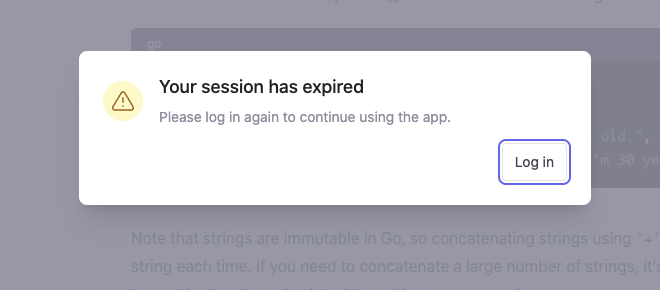 go
Your session has expired
Please log in again to continue using the app.
old.",
'm 30 ye
Log in
Note that strings are immutable in Go, so concatenating strings using `+`
string each time. If you need to concatenate a large number of strings, it's